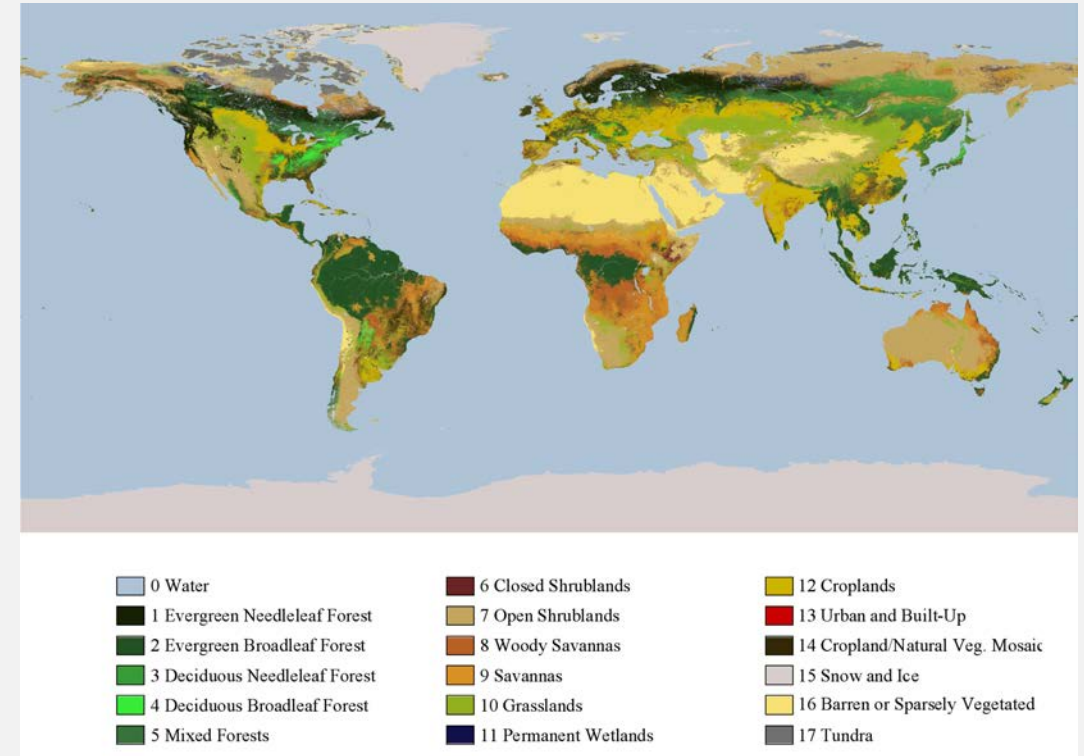 0 Water
1 Evergreen Needleleaf Forest
2 Evergreen Broadleaf Forest
3 Deciduous Needleleaf Forest
4 Deciduous Broadleaf Forest
5 Mixed Forests
6 Closed Shrublands
7 Open Shrublands
8 Woody Savannas
9 Savannas
10 Grasslands
11 Permanent Wetlands
12 Croplands
13 Urban and Built-Up
14 Cropland/Natural Veg. Mosaic
15 Snow and Ice
16 Barren or Sparsely Vegetated
17 Tundra